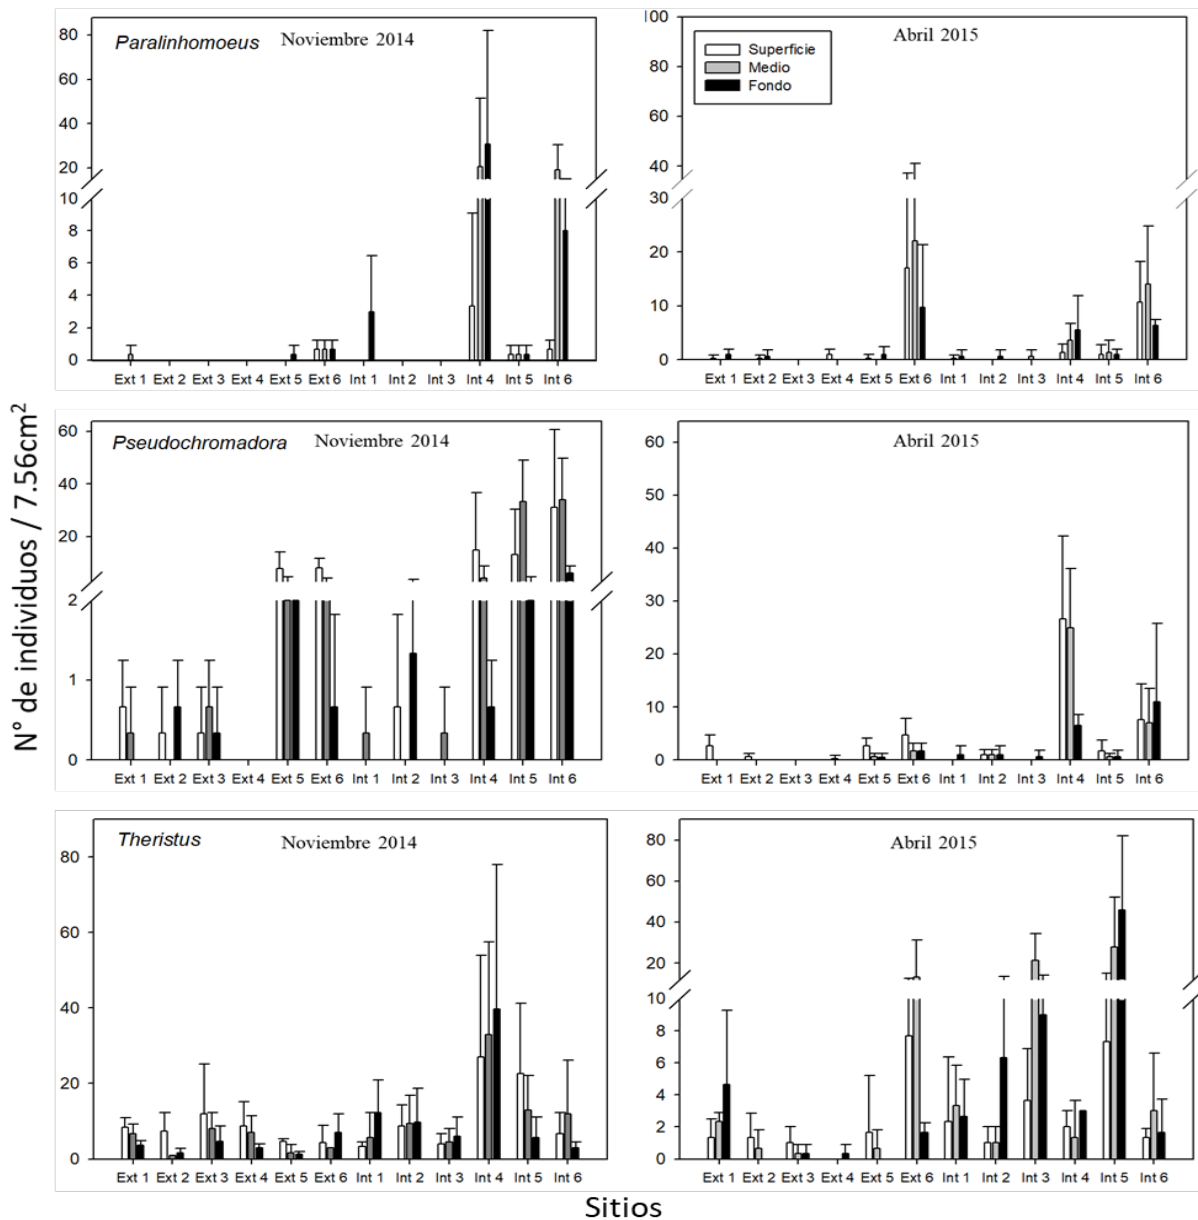 Paralinhomoeus
Noviembre 2014
80
60
40
20
10
8
6
4
2
0
Ext 1 Ext 2 Ext 3 Ext 4 Ext 5 Ext 6 Int 1 Int 2 Int 3 Int 4 Int 5 Int 6
Abril 2015
Superficie
Medio
Fondo
100
80
60
40
30
20
10
0
Ext 1 Ext 2 Ext 3 Ext 4 Ext 5 Ext 6 Int 1 Int 2 Int 3 Int 4 Int 5 Int 6
N° de individuos / 7.56cm²
Pseudochromadora
Noviembre 2014
60
40
20
2
1
0
Ext 1 Ext 2 Ext 3 Ext 4 Ext 5 Ext 6 Int 1 Int 2 Int 3 Int 4 Int 5 Int 6
Abril 2015
60
50
40
30
20
10
0
Ext 1 Ext 2 Ext 3 Ext 4 Ext 5 Ext 6 Int 1 Int 2 Int 3 Int 4 Int 5 Int 6
Theristus
Noviembre 2014
80
60
40
20
0
Ext 1 Ext 2 Ext 3 Ext 4 Ext 5 Ext 6 Int 1 Int 2 Int 3 Int 4 Int 5 Int 6
Abril 2015
80
60
40
20
10
8
6
4
2
0
Ext 1 Ext 2 Ext 3 Ext 4 Ext 5 Ext 6 Int 1 Int 2 Int 3 Int 4 Int 5 Int 6
Sitios